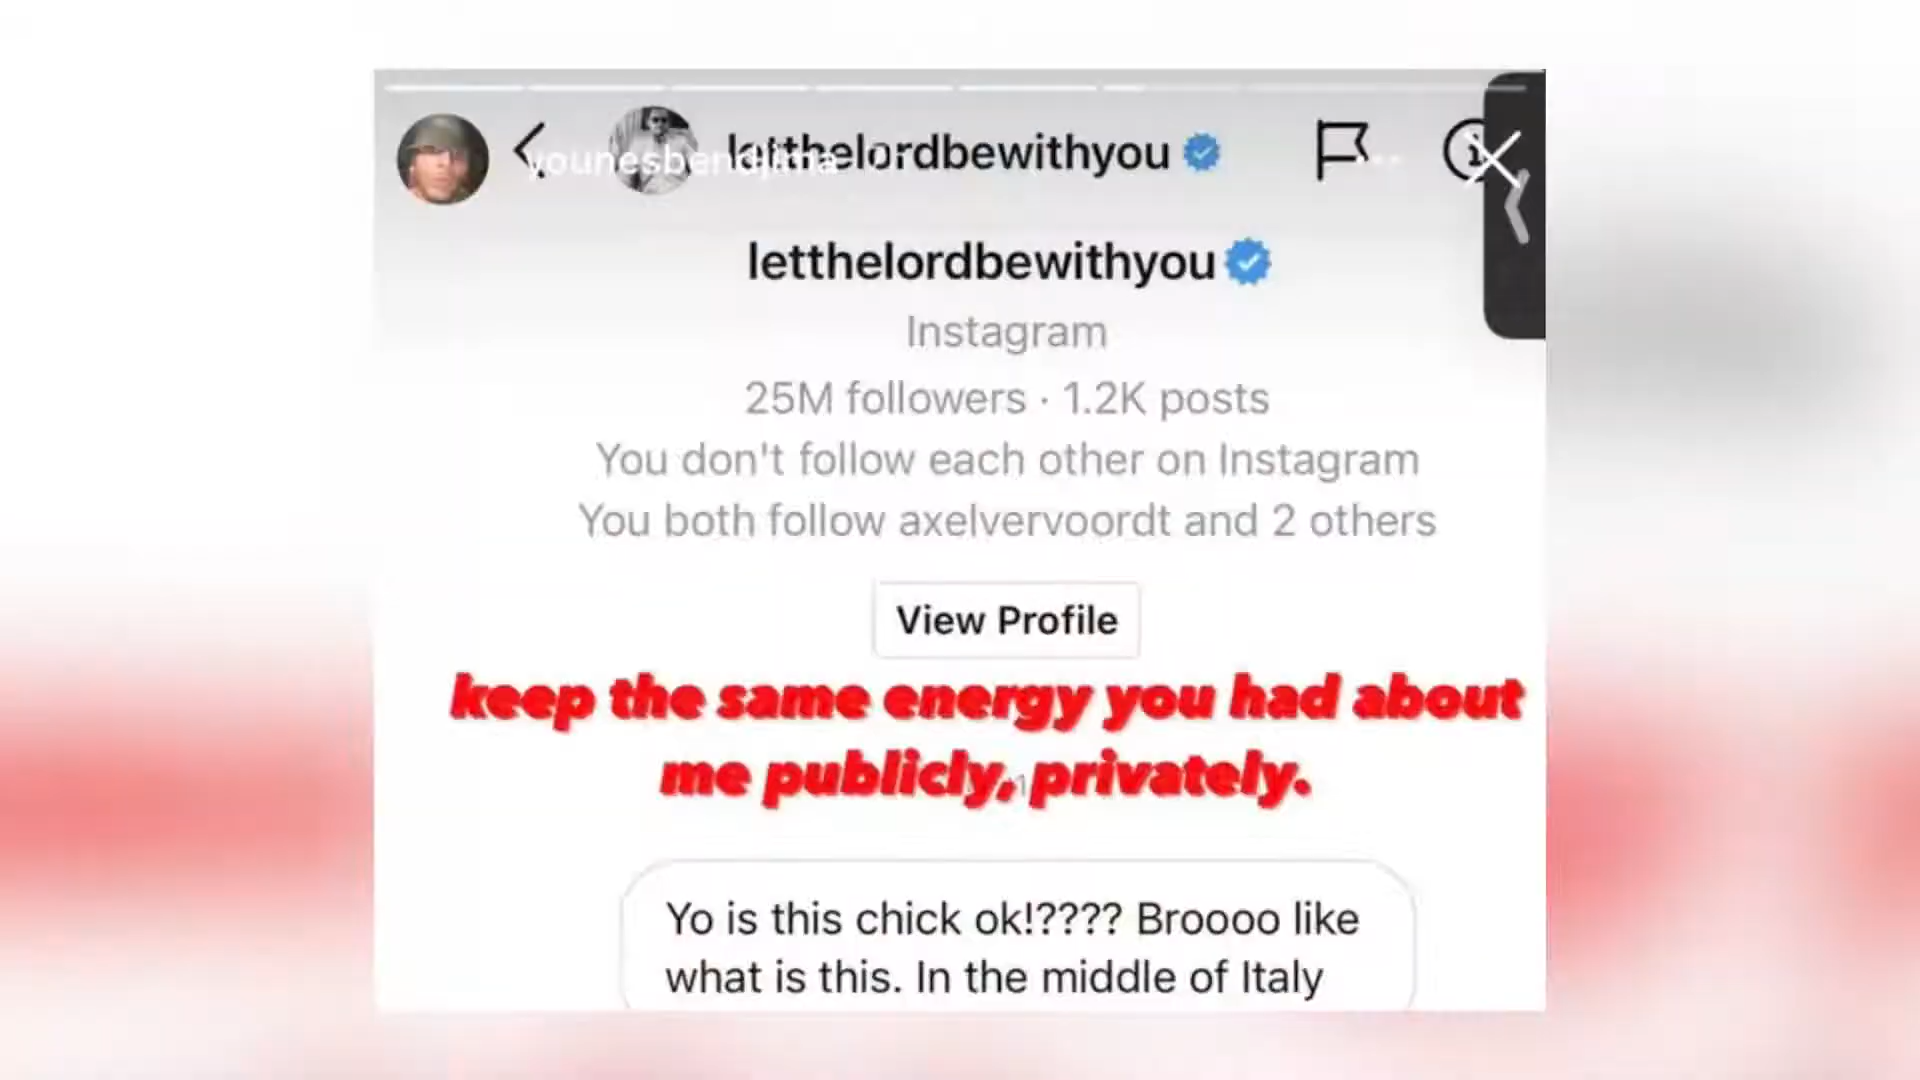 letthelordbewithyou
younesbendjima
letthelordbewithyou
Instagram
25M followers · 1.2K posts
You don't follow each other on Instagram
You both follow axelvervoordt and 2 others
View Profile
keep the same energy you had about
me publicly, privately.
Yo is this chick ok!???? Broooo like
what is this. In the middle of Italy